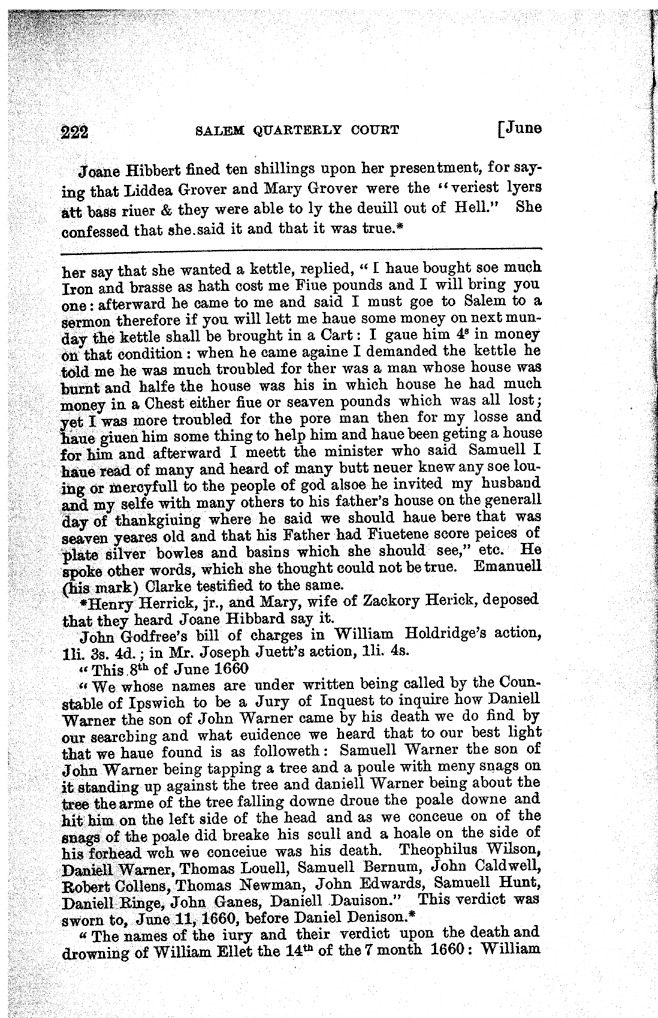 222 SALEM QUARTERLY COURT [June
Joane Hibbert fined ten shillings upon her presentment, for say-
ing that Liddea Grover and Mary Grover were the "veriest lyers
att bass riuer & they were able to ly the deuill out of Hell." She
confessed that she said it and that it was true.*
her say that she wanted a kettle, replied, "I haue bought soe much
Iron and brasse as hath cost me Fiue pounds and I will bring you
one: afterward he came to me and said I must goe to Salem to a
sermon therefore if you will lett me haue some money on next mun-
day the kettle shall be brought in a Cart: I gaue him 4ˢ in money
on that condition: when he came againe I demanded the kettle he
told me he was much troubled for ther was a man whose house was
burnt and halfe the house was his in which house he had much
money in a Chest either fiue or seaven pounds which was all lost;
yet I was more troubled for the pore man then for my losse and
haue giuen him some thing to help him and haue been geting a house
for him and afterward I meett the minister who said Samuell I
haue read of many and heard of many butt neuer knew any soe lou-
ing or mercyfull to the people of god alsoe he invited my husband
and my selfe with many others to his father's house on the generall
day of thankgiuing where he said we should haue bere that was
seaven yeares old and that his Father had Fiuetene score peices of
plate silver bowles and basins which she should see," etc. He
spoke other words, which she thought could not be true. Emanuell
(his mark) Clarke testified to the same.
*Henry Herrick, jr., and Mary, wife of Zackory Herick, deposed
that they heard Joane Hibbard say it.
John Godfree's bill of charges in William Holdridge's action,
1li. 3s. 4d.; in Mr. Joseph Juett's action, 1li. 4s.
"This 8ᵗʰ of June 1660
"We whose names are under written being called by the Coun-
stable of Ipswich to be a Jury of Inquest to inquire how Daniell
Warner the son of John Warner came by his death we do find by
our searching and what euidence we heard that to our best light
that we haue found is as followeth: Samuell Warner the son of
John Warner being tapping a tree and a poule with meny snags on
it standing up against the tree and daniell Warner being about the
tree the arme of the tree falling downe droue the poale downe and
hit him on the left side of the head and as we conceue on of the
snags of the poale did breake his scull and a hoale on the side of
his forhead wch we conceiue was his death. Theophilus Wilson,
Daniell Warner, Thomas Louell, Samuell Bernum, John Caldwell,
Robert Collens, Thomas Newman, John Edwards, Samuell Hunt,
Daniell Ringe, John Ganes, Daniell Dauison." This verdict was
sworn to, June 11, 1660, before Daniel Denison.*
"The names of the iury and their verdict upon the death and
drowning of William Ellet the 14ᵗʰ of the 7 month 1660: William